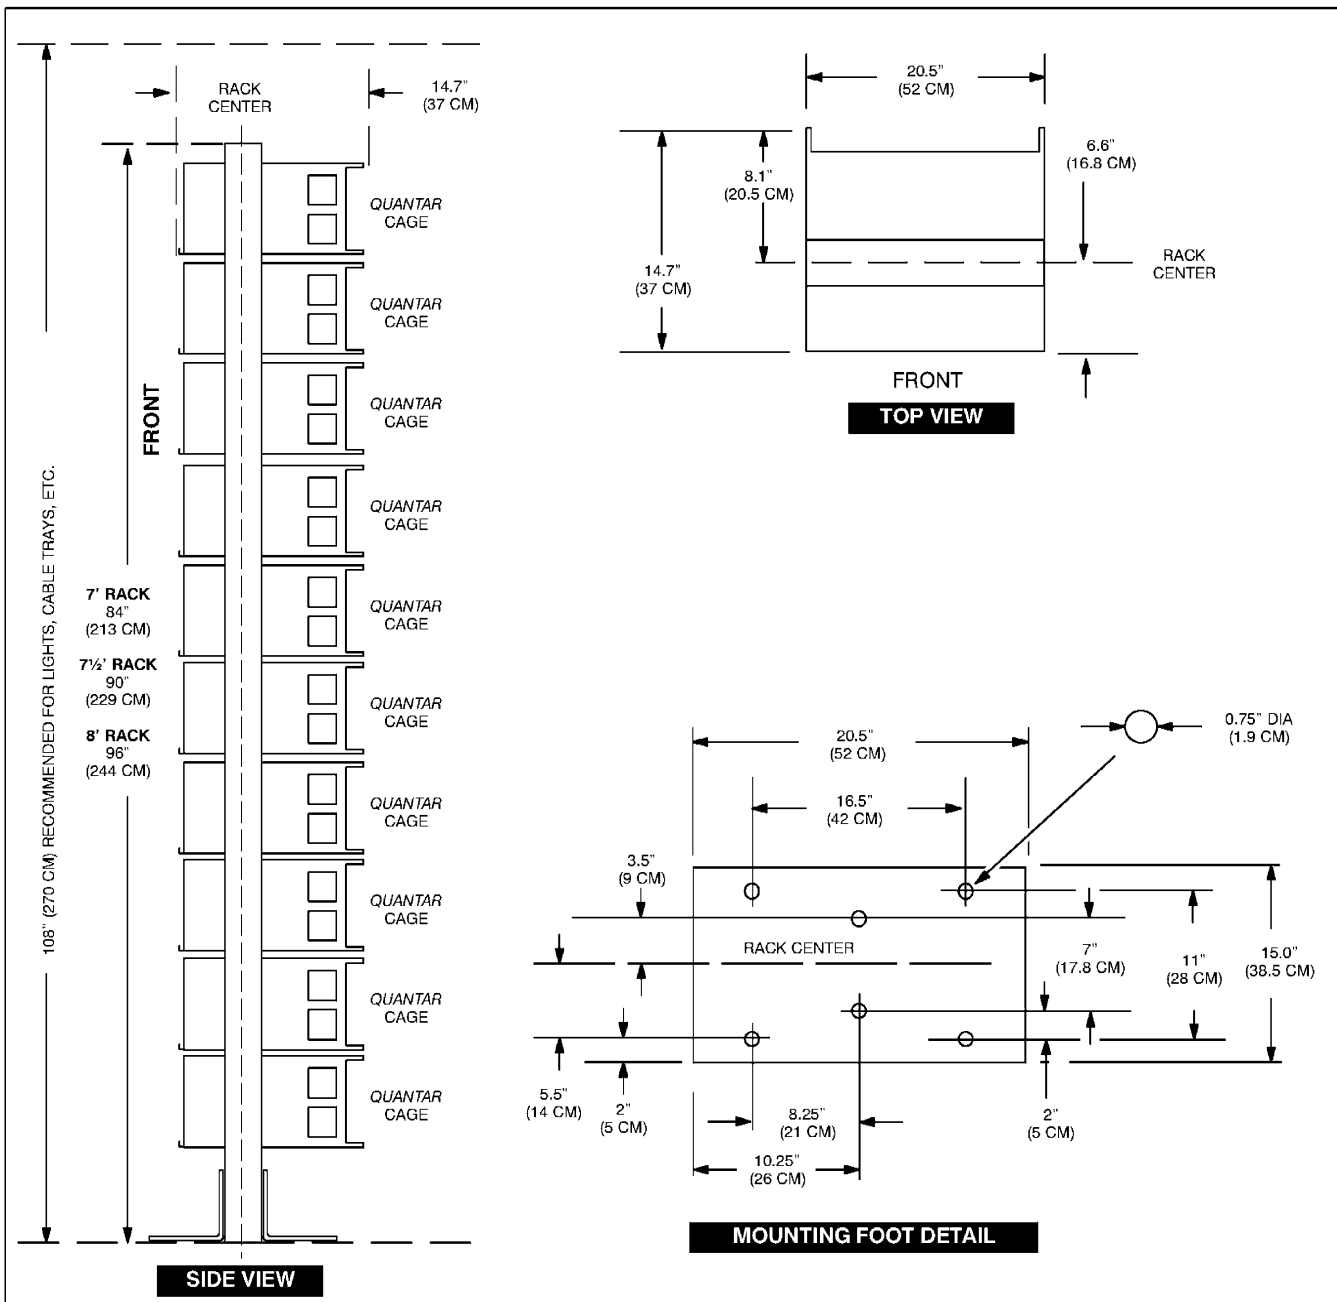 RACK
CENTER
14.7"
(37 CM)
QUANTAR
CAGE
QUANTAR
CAGE
QUANTAR
CAGE
QUANTAR
CAGE
QUANTAR
CAGE
QUANTAR
CAGE
QUANTAR
CAGE
QUANTAR
CAGE
QUANTAR
CAGE
QUANTAR
CAGE
FRONT
108" (270 CM) RECOMMENDED FOR LIGHTS, CABLE TRAYS, ETC.
7' RACK
84"
(213 CM)
7½' RACK
90"
(229 CM)
8' RACK
96"
(244 CM)
SIDE VIEW
20.5"
(52 CM)
8.1"
(20.5 CM)
6.6"
(16.8 CM)
14.7"
(37 CM)
RACK
CENTER
FRONT
TOP VIEW
0.75" DIA
(1.9 CM)
20.5"
(52 CM)
16.5"
(42 CM)
3.5"
(9 CM)
RACK CENTER
7"
(17.8 CM)
11"
(28 CM)
15.0"
(38.5 CM)
5.5"
(14 CM)
2"
(5 CM)
8.25"
(21 CM)
2"
(5 CM)
10.25"
(26 CM)
MOUNTING FOOT DETAIL